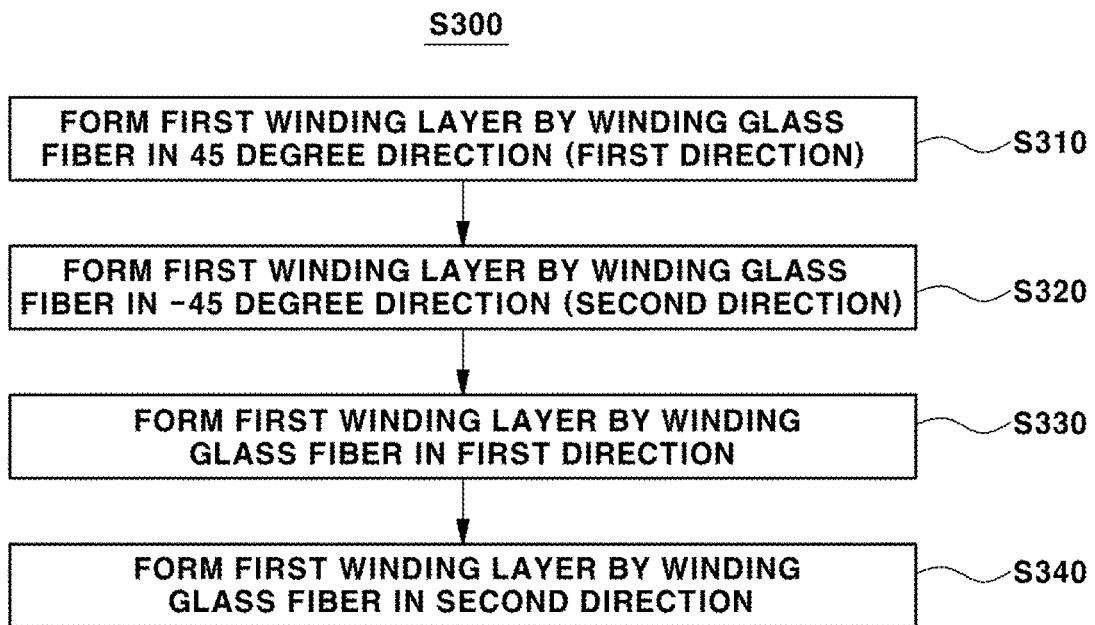 S300
FORM FIRST WINDING LAYER BY WINDING GLASS
FIBER IN 45 DEGREE DIRECTION (FIRST DIRECTION)
S310
FORM FIRST WINDING LAYER BY WINDING GLASS
FIBER IN -45 DEGREE DIRECTION (SECOND DIRECTION)
S320
FORM FIRST WINDING LAYER BY WINDING
GLASS FIBER IN FIRST DIRECTION
S330
FORM FIRST WINDING LAYER BY WINDING
GLASS FIBER IN SECOND DIRECTION
S340